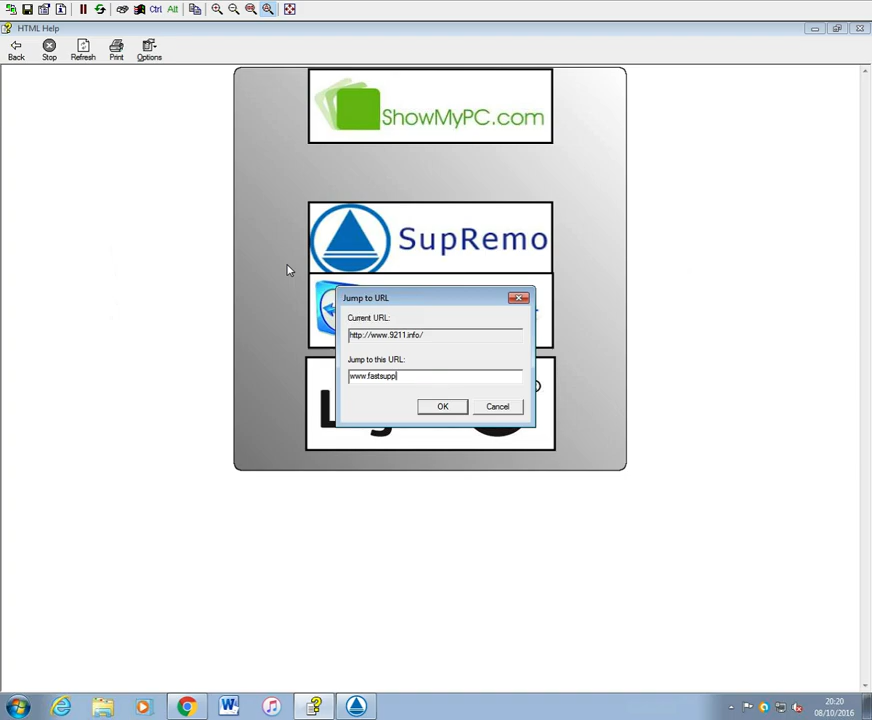 Ctrl Alt
HTML Help
Back Stop Refresh Print Options
ShowMyPC.com
SupRemo
Jump to URL
Current URL:
http://www.9211.info/
Jump to this URL:
www.fastsupp
OK Cancel
20:20
08/10/2016